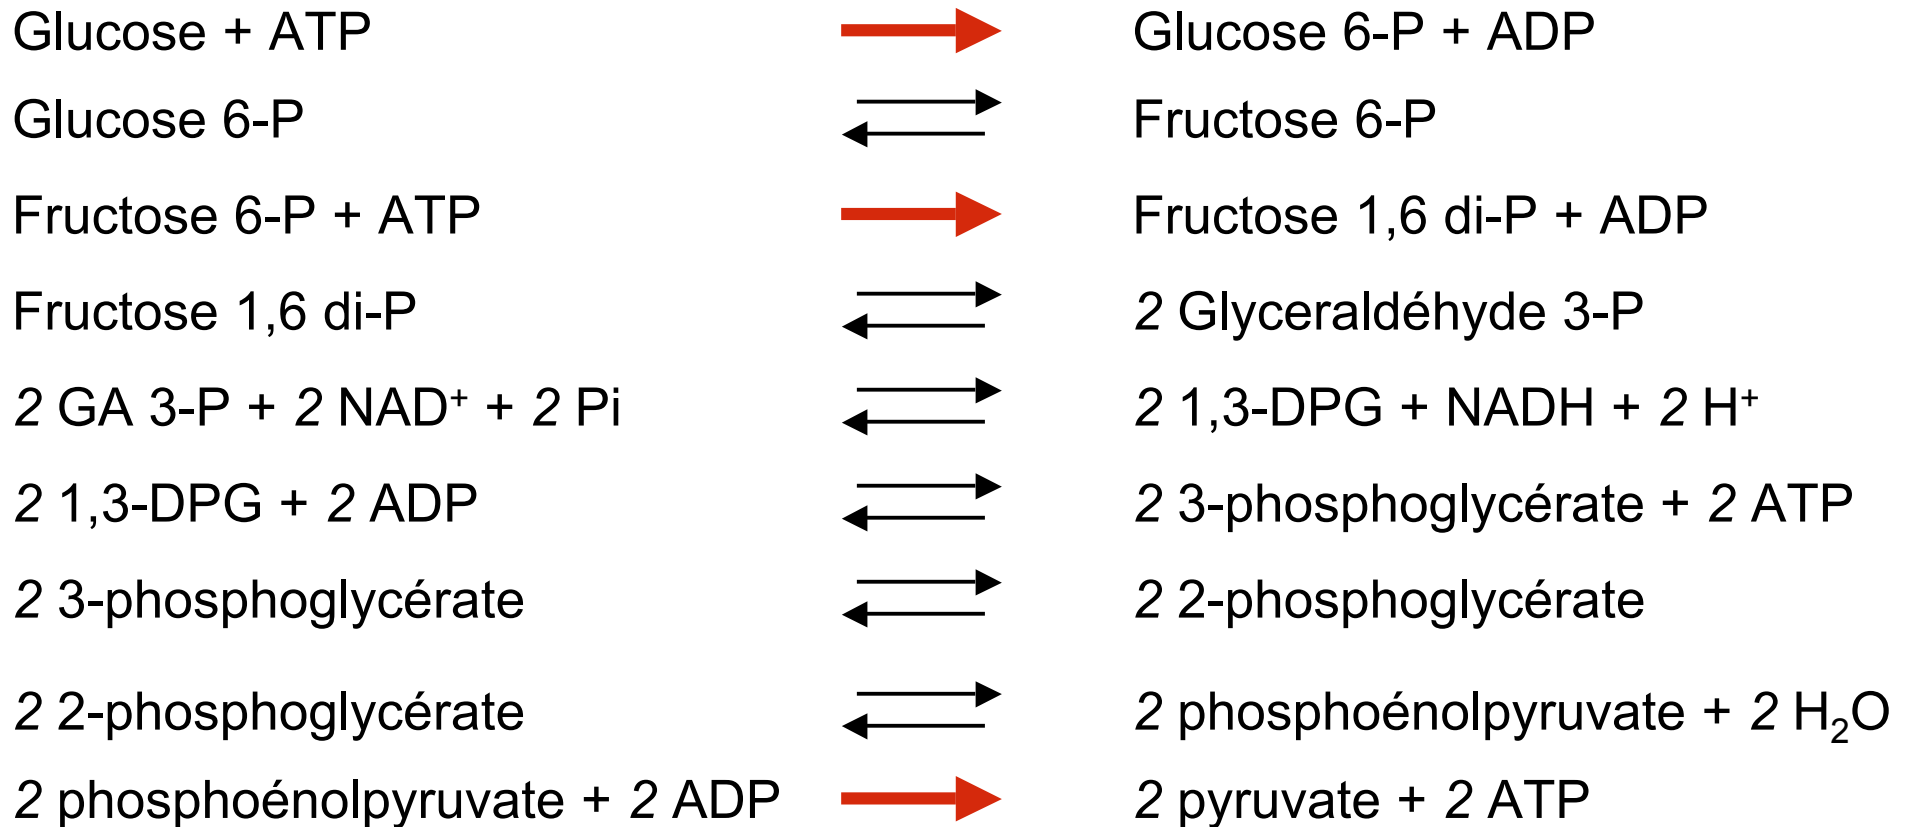 Glucose + ATP Glucose 6-P + ADP
Glucose 6-P Fructose 6-P
Fructose 6-P + ATP Fructose 1,6 di-P + ADP
Fructose 1,6 di-P 2 Glyceraldéhyde 3-P
2 GA 3-P + 2 NAD⁺ + 2 Pi 2 1,3-DPG + NADH + 2 H⁺
2 1,3-DPG + 2 ADP 2 3-phosphoglycérate + 2 ATP
2 3-phosphoglycérate 2 2-phosphoglycérate
2 2-phosphoglycérate 2 phosphoénolpyruvate + 2 H₂O
2 phosphoénolpyruvate + 2 ADP 2 pyruvate + 2 ATP